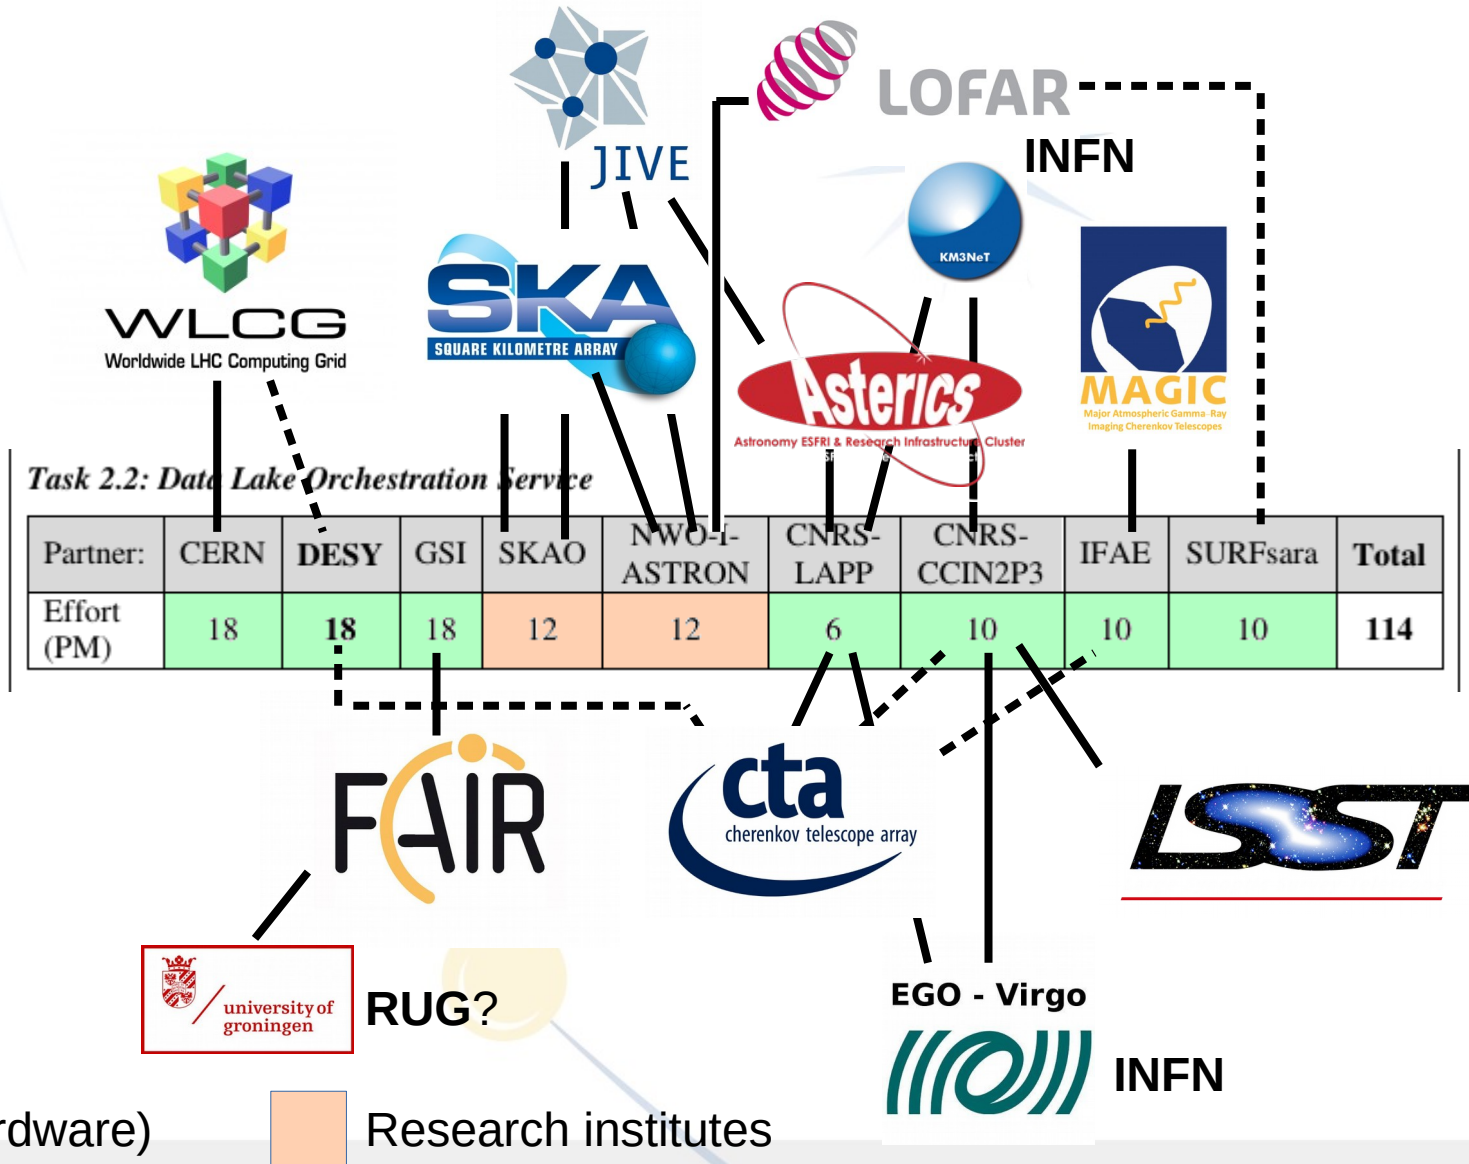 JIVE
LOFAR
INFN
KM3NeT
WLCG
Worldwide LHC Computing Grid
SKA
SQUARE KILOMETRE ARRAY
Asterics
Astronomy ESFRI & Research Infrastructure Cluster
MAGIC
Major Atmospheric Gamma-Ray
Imaging Cherenkov Telescopes
Task 2.2: Data Lake Orchestration Service
Partner: CERN DESY GSI SKAO NWO-I-ASTRON CNRS-LAPP CNRS-CCIN2P3 IFAE SURFsara Total
Effort (PM) 18 18 18 12 12 6 10 10 10 114
FAIR
cta
cherenkov telescope array
LSST
university of
groningen
RUG?
EGO - Virgo
INFN
rdware)
Research institutes